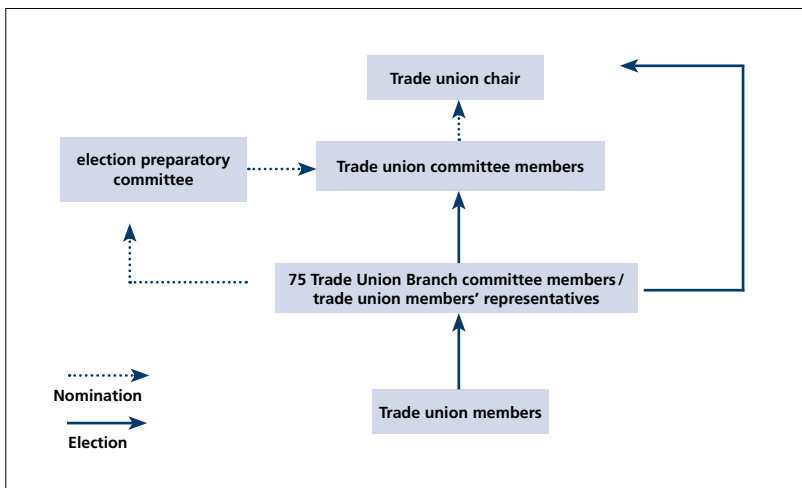 Trade union chair
election preparatory
committee
Trade union committee members
75 Trade Union Branch committee members /
trade union members’ representatives
Trade union members
Nomination
Election